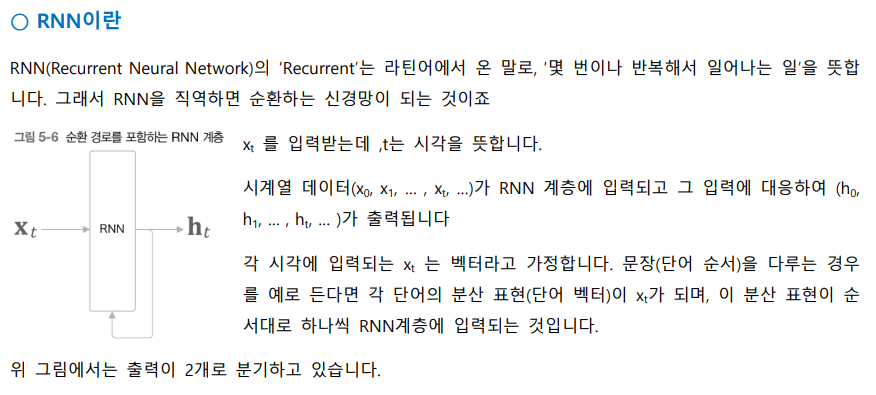 ○ RNN이란
RNN(Recurrent Neural Network)의 'Recurrent'는 라틴어에서 온 말로, '몇 번이나 반복해서 일어나는 일'을 뜻합
니다. 그래서 RNN을 직역하면 순환하는 신경망이 되는 것이죠
그림 5-6 순환 경로를 포함하는 RNN 계층
x_t
RNN
h_t
x_t 를 입력받는데 ,t는 시각을 뜻합니다.
시계열 데이터(x_0, x_1, ... , x_t, ...)가 RNN 계층에 입력되고 그 입력에 대응하여 (h_0,
h_1, ... , h_t, ... )가 출력됩니다
각 시각에 입력되는 x_t 는 벡터라고 가정합니다. 문장(단어 순서)을 다루는 경우
를 예로 든다면 각 단어의 분산 표현(단어 벡터)이 x_t가 되며, 이 분산 표현이 순
서대로 하나씩 RNN계층에 입력되는 것입니다.
위 그림에서는 출력이 2개로 분기하고 있습니다.